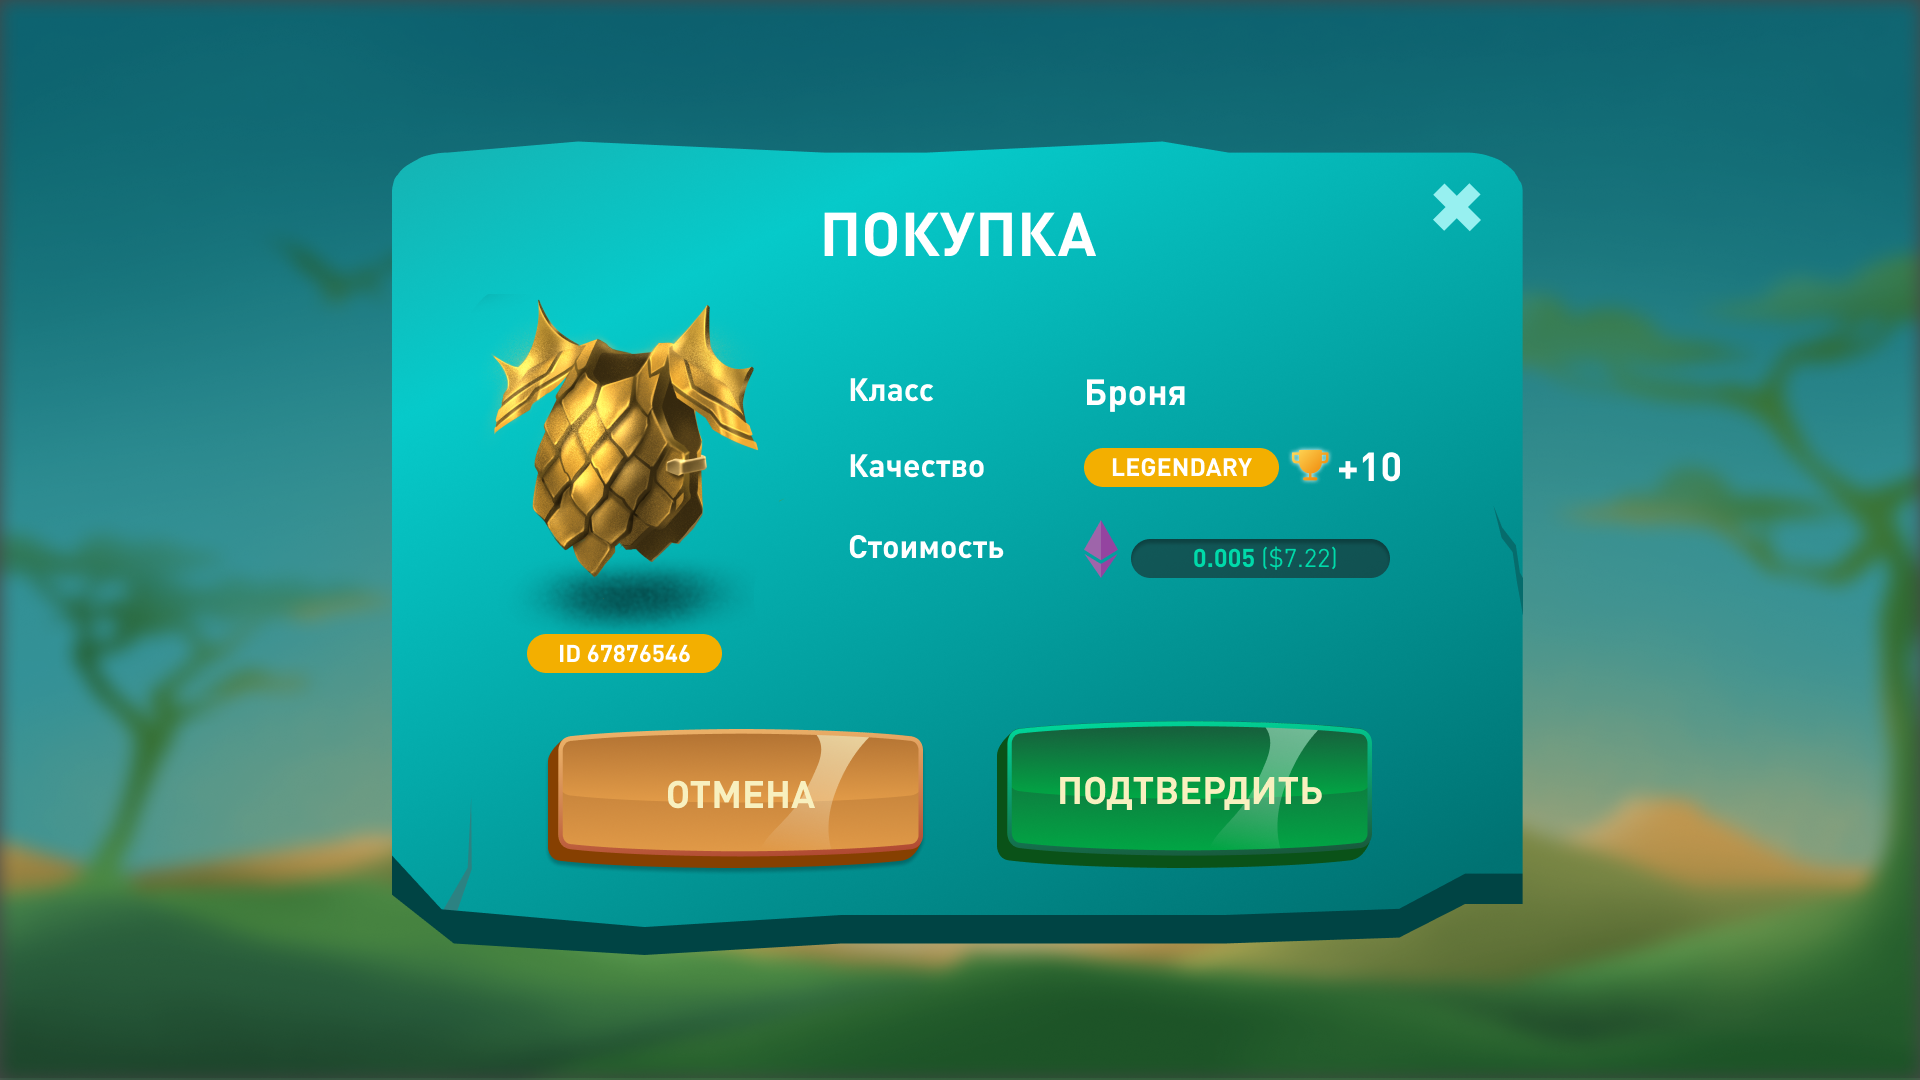 ПОКУПКА
Класс Броня
Качество LEGENDARY +10
Стоимость 0.005 ($7.22)
ID 67876546
ОТМЕНА ПОДТВЕРДИТЬ